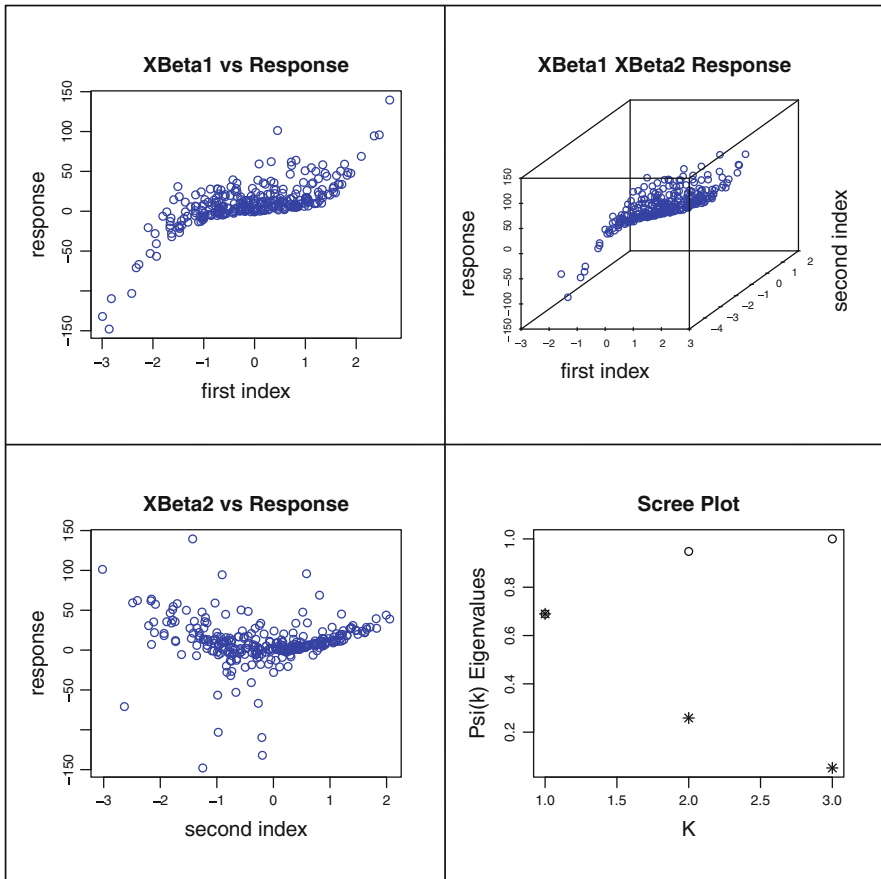 XBeta1 vs Response
150
100
50
0
−50
−150
response
−3 −2 −1 0 1 2
first index
XBeta1 XBeta2 Response
150
100
50
0
−50
−100
−150
response
−3 −2 −1 0 1 2 3
first index
−4 −3 −2 −1 0 1 2
second index
XBeta2 vs Response
150
100
50
0
−50
−150
response
−3 −2 −1 0 1 2
second index
Scree Plot
1.0
0.8
0.6
0.4
0.2
Psi(k) Eigenvalues
1.0 1.5 2.0 2.5 3.0
K